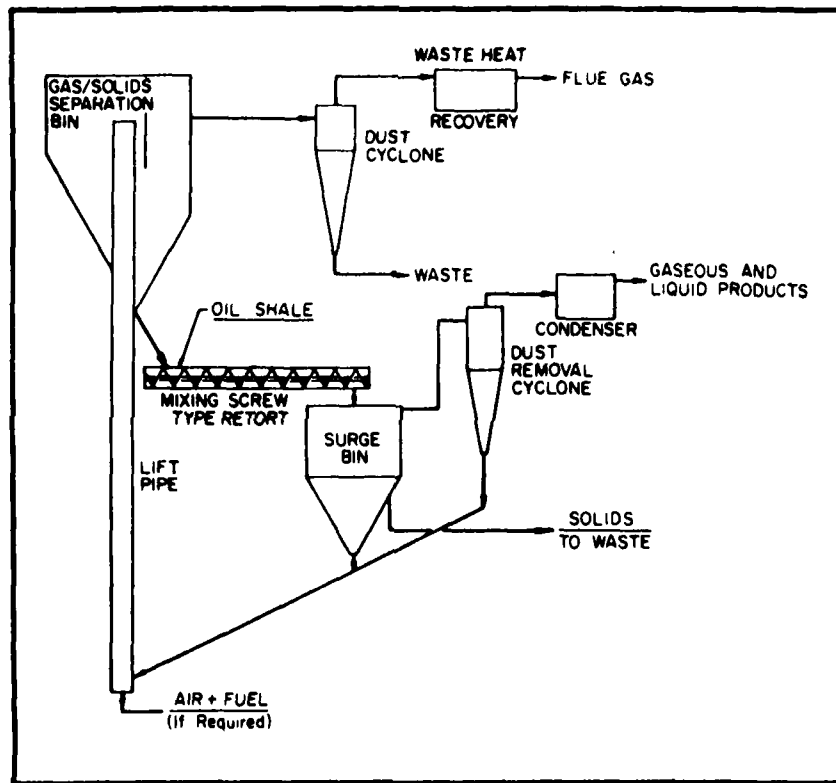 WASTE HEAT
RECOVERY
FLUE GAS
GAS/SOLIDS
SEPARATION
BIN
DUST
CYCLONE
WASTE
GASEOUS AND
LIQUID PRODUCTS
CONDENSER
OIL SHALE
DUST
REMOVAL
CYCLONE
MIXING SCREW
TYPE RETORT
SURGE
BIN
LIFT
PIPE
SOLIDS
TO WASTE
AIR + FUEL
(if Required)